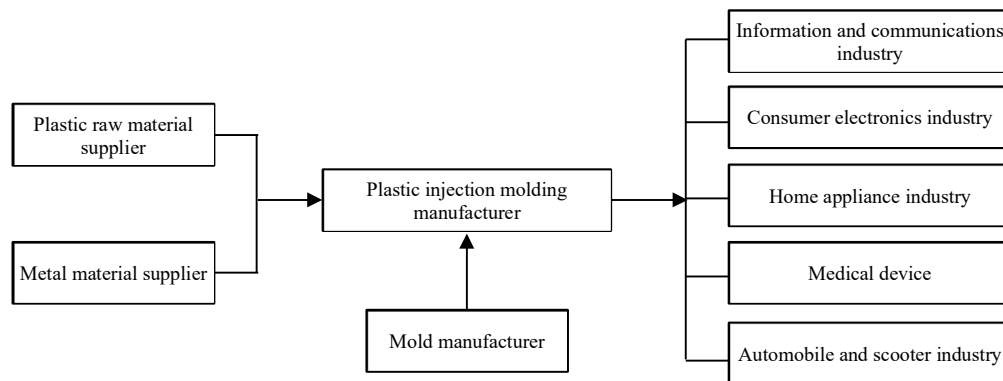 Plastic raw material
supplier
Metal material supplier
Plastic injection molding
manufacturer
Mold manufacturer
Information and communications
industry
Consumer electronics industry
Home appliance industry
Medical device
Automobile and scooter industry